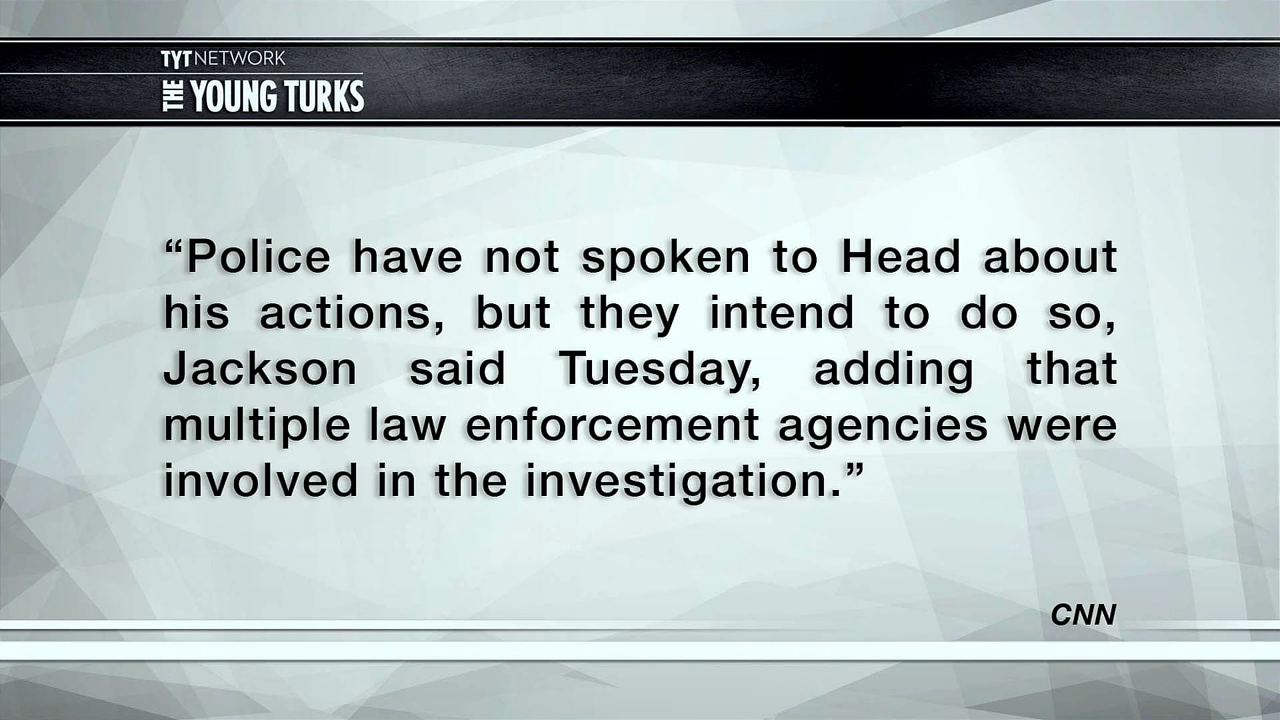 TYT NETWORK
THE YOUNG TURKS
“Police have not spoken to Head about
his actions, but they intend to do so,
Jackson said Tuesday, adding that
multiple law enforcement agencies were
involved in the investigation.”
CNN